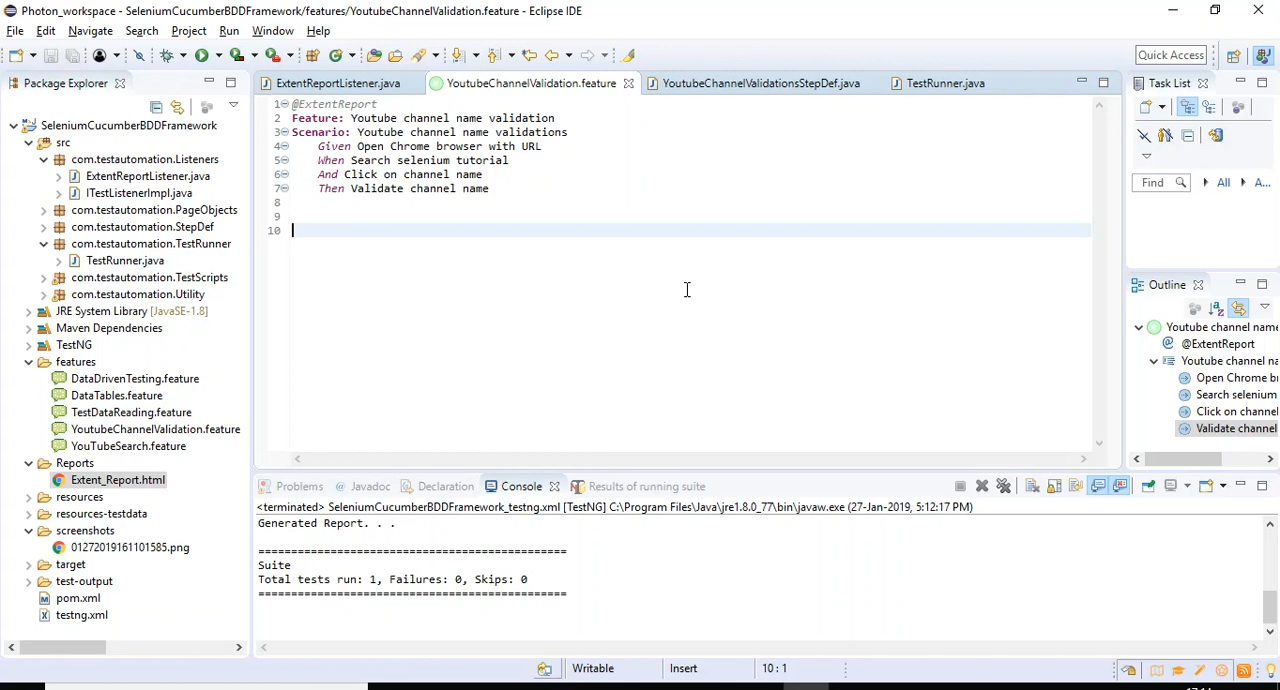 Photon_workspace - SeleniumCucumberBDDFramework/features/YoutubeChannelValidation.feature - Eclipse IDE
File Edit Navigate Search Project Run Window Help
Quick Access
Package Explorer
ExtentReportListener.java YoutubeChannelValidation.feature YoutubeChannelValidationsStepDef.java TestRunner.java
Task List
SeleniumCucumberBDDFramework
src
com.testautomation.Listeners
ExtentReportListener.java
ITestListenerImpl.java
com.testautomation.PageObjects
com.testautomation.StepDef
com.testautomation.TestRunner
TestRunner.java
com.testautomation.TestScripts
com.testautomation.Utility
JRE System Library [JavaSE-1.8]
Maven Dependencies
TestNG
features
DataDrivenTesting.feature
DataTables.feature
TestDataReading.feature
YoutubeChannelValidation.feature
YouTubeSearch.feature
Reports
Extent_Report.html
resources
resources-testdata
screenshots
01272019161101585.png
target
test-output
pom.xml
testng.xml
1 @ExtentReport
2 Feature: Youtube channel name validation
3 Scenario: Youtube channel name validations
4 Given Open Chrome browser with URL
5 When Search selenium tutorial
6 And Click on channel name
7 Then Validate channel name
8
9
10
Find All A...
Outline
Youtube channel name
@ExtentReport
Youtube channel na
Open Chrome br
Search selenium
Click on channel
Validate channel
Problems Javadoc Declaration Console Results of running suite
<terminated> SeleniumCucumberBDDFramework_testng.xml [TestNG] C:\Program Files\Java\jre1.8.0_77\bin\javaw.exe (27-Jan-2019, 5:12:17 PM)
Generated Report. . .
===============================================
Suite
Total tests run: 1, Failures: 0, Skips: 0
===============================================
Writable Insert 10 : 1